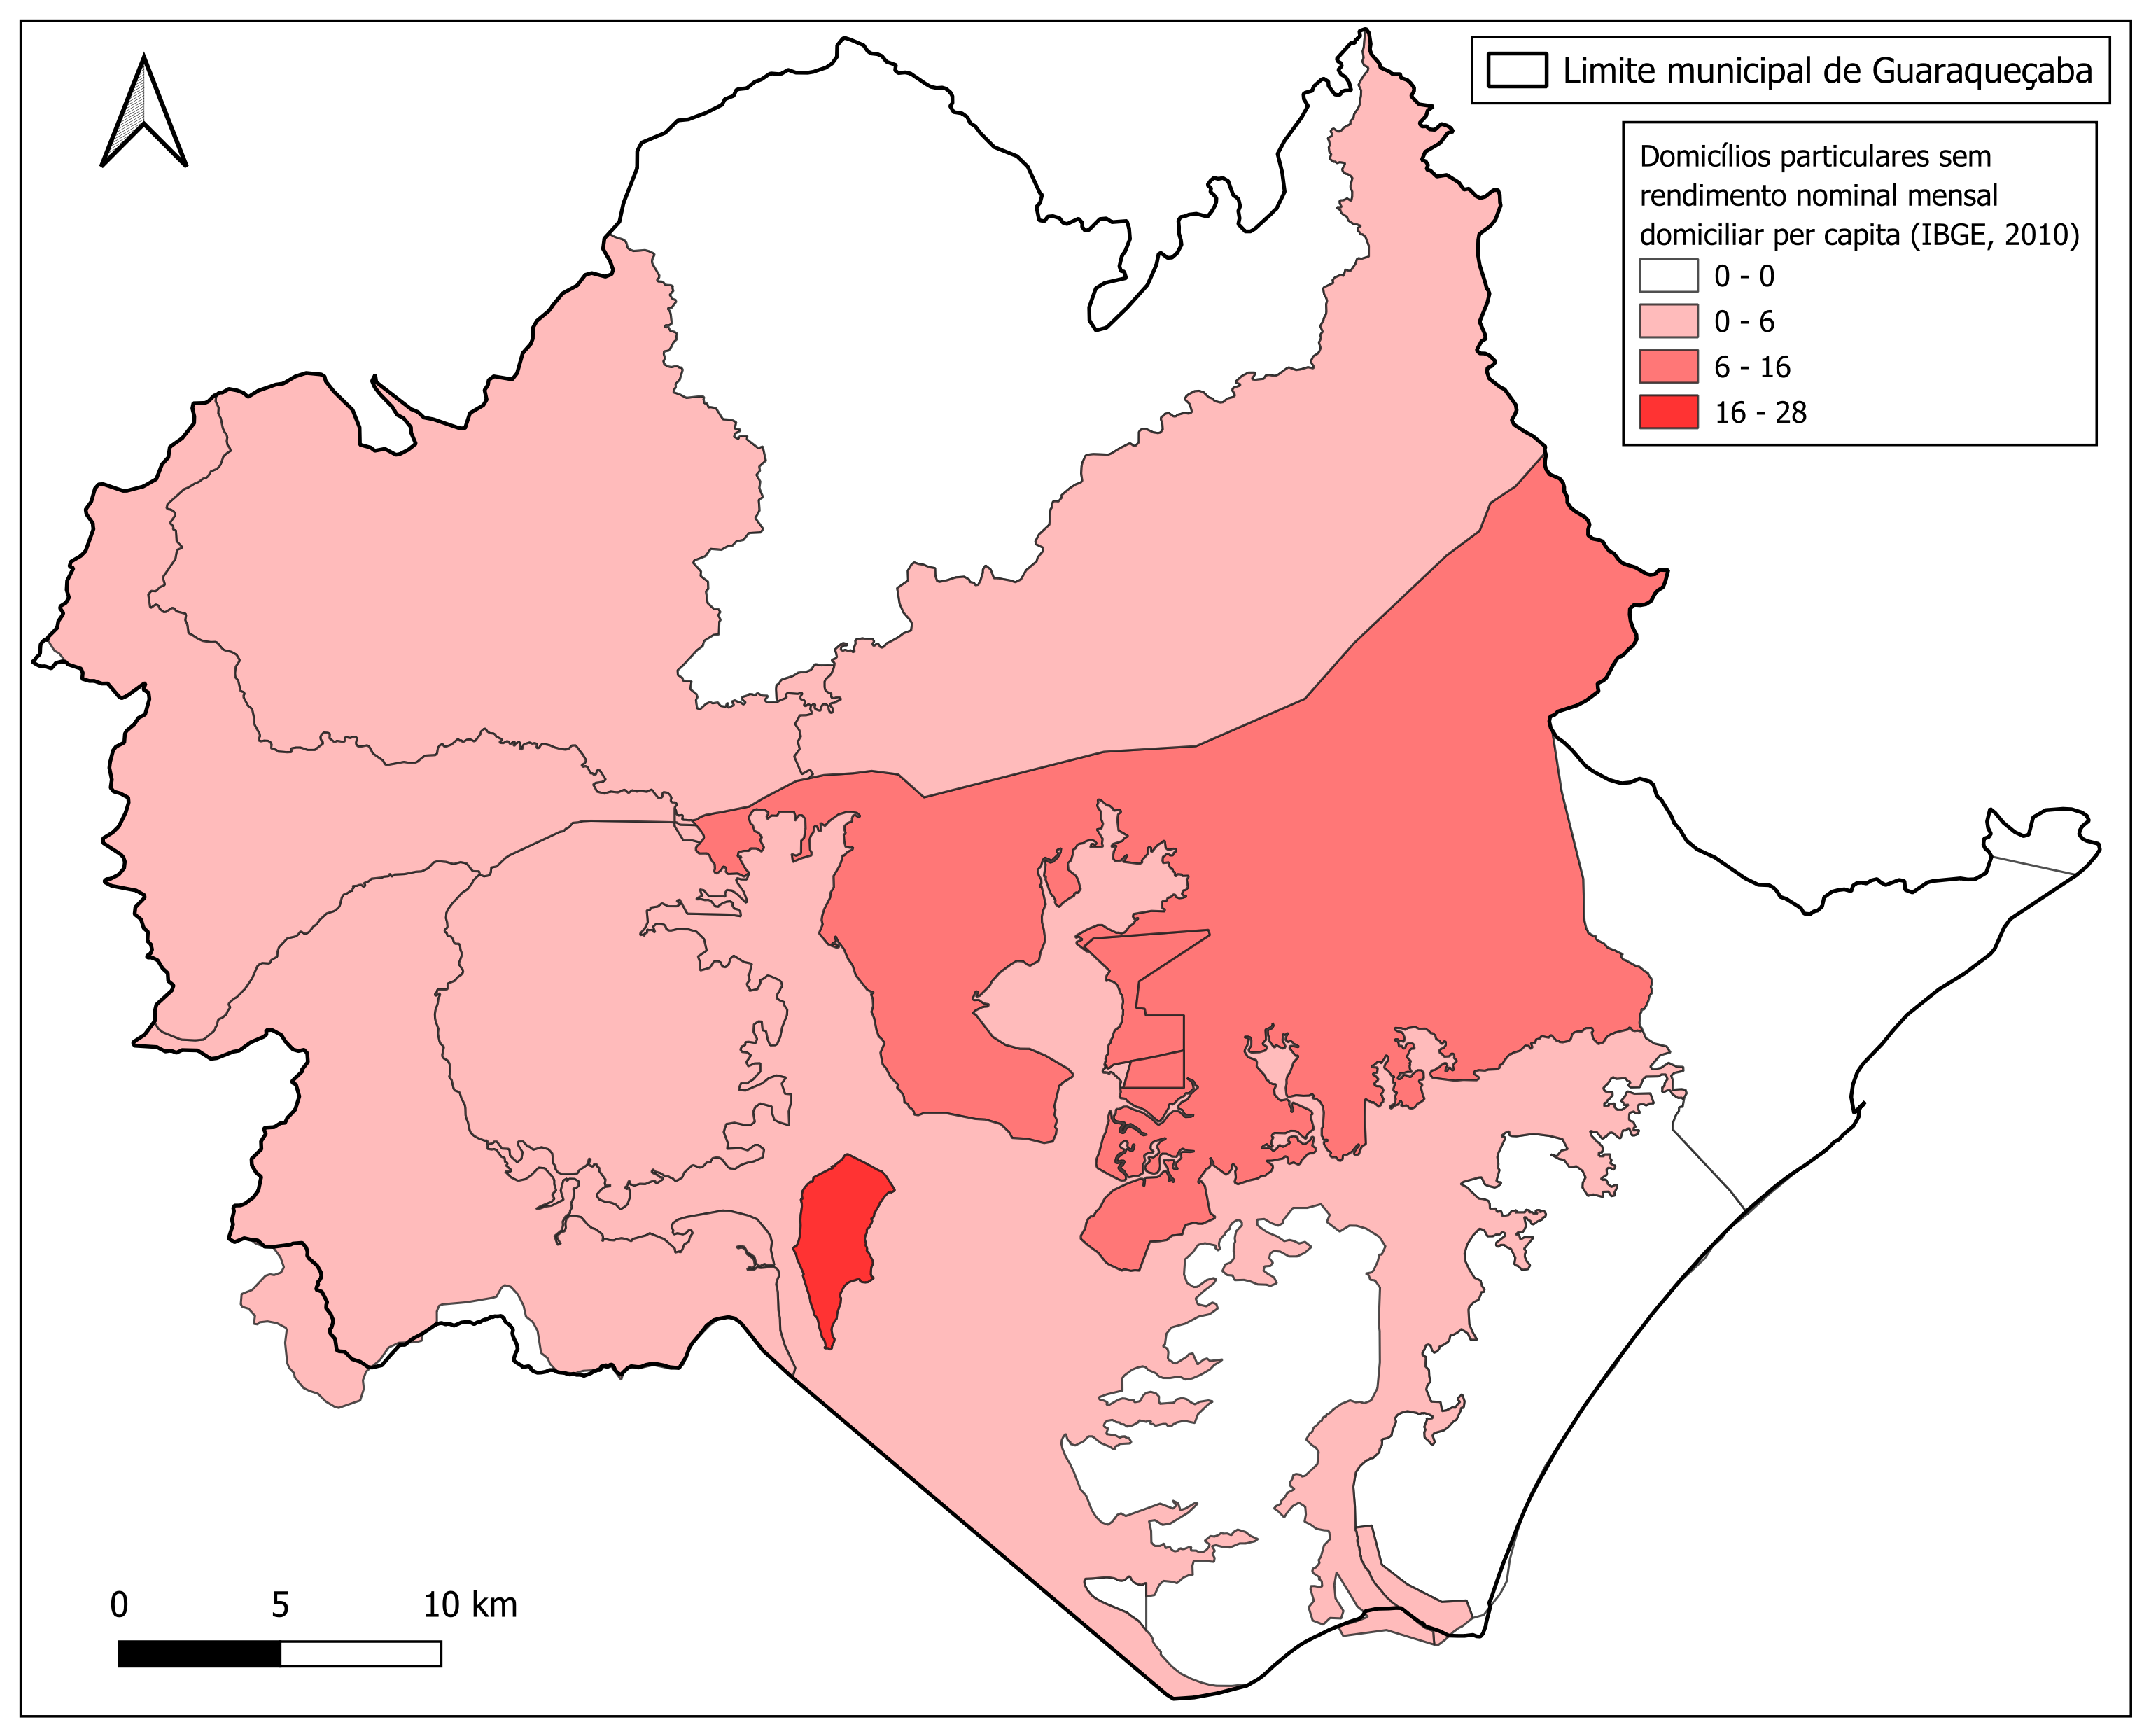 Limite municipal de Guaraqueçaba
Domicílios particulares sem
rendimento nominal mensal
domiciliar per capita (IBGE, 2010)
0 - 0
0 - 6
6 - 16
16 - 28
0 5 10 km